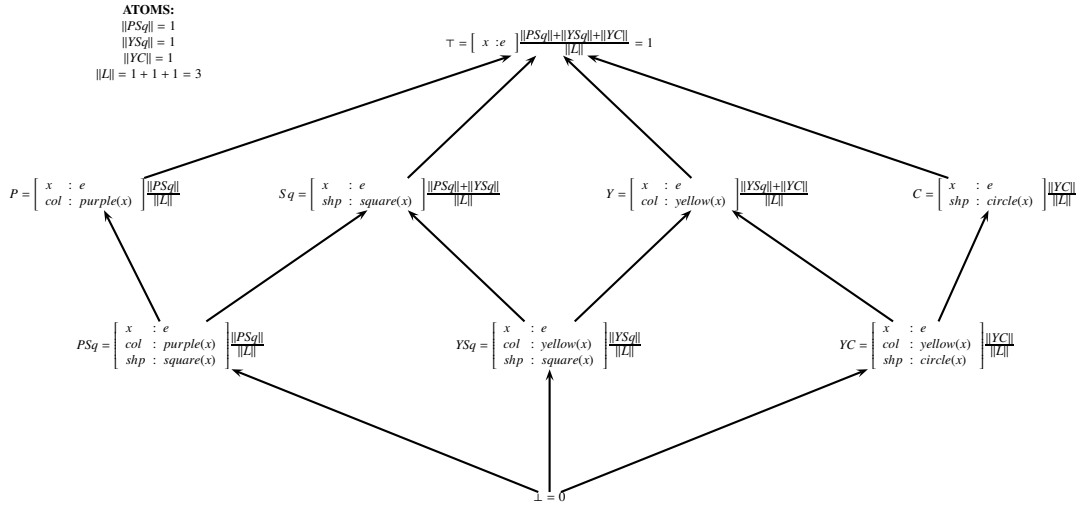 ATOMS:
||PSq|| = 1
||YSq|| = 1
||YC|| = 1
||L|| = 1 + 1 + 1 = 3
⊤ = [ x : e ] ||PSq||+||YSq||+||YC|| / ||L|| = 1
P = [ x : e
col : purple(x) ] ||PSq|| / ||L||
Sq = [ x : e
shp : square(x) ] ||PSq||+||YSq|| / ||L||
Y = [ x : e
col : yellow(x) ] ||YSq||+||YC|| / ||L||
C = [ x : e
shp : circle(x) ] ||YC|| / ||L||
PSq = [ x : e
col : purple(x)
shp : square(x) ] ||PSq|| / ||L||
YSq = [ x : e
col : yellow(x)
shp : square(x) ] ||YSq|| / ||L||
YC = [ x : e
col : yellow(x)
shp : circle(x) ] ||YC|| / ||L||
⊥ = 0